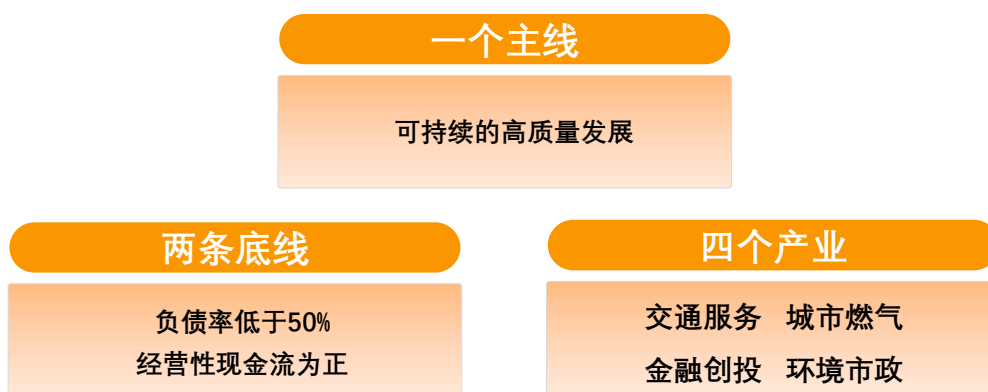 一个主线
可持续的高质量发展
两条底线
负债率低于50%
经营性现金流为正
四个产业
交通服务 城市燃气
金融创投 环境市政